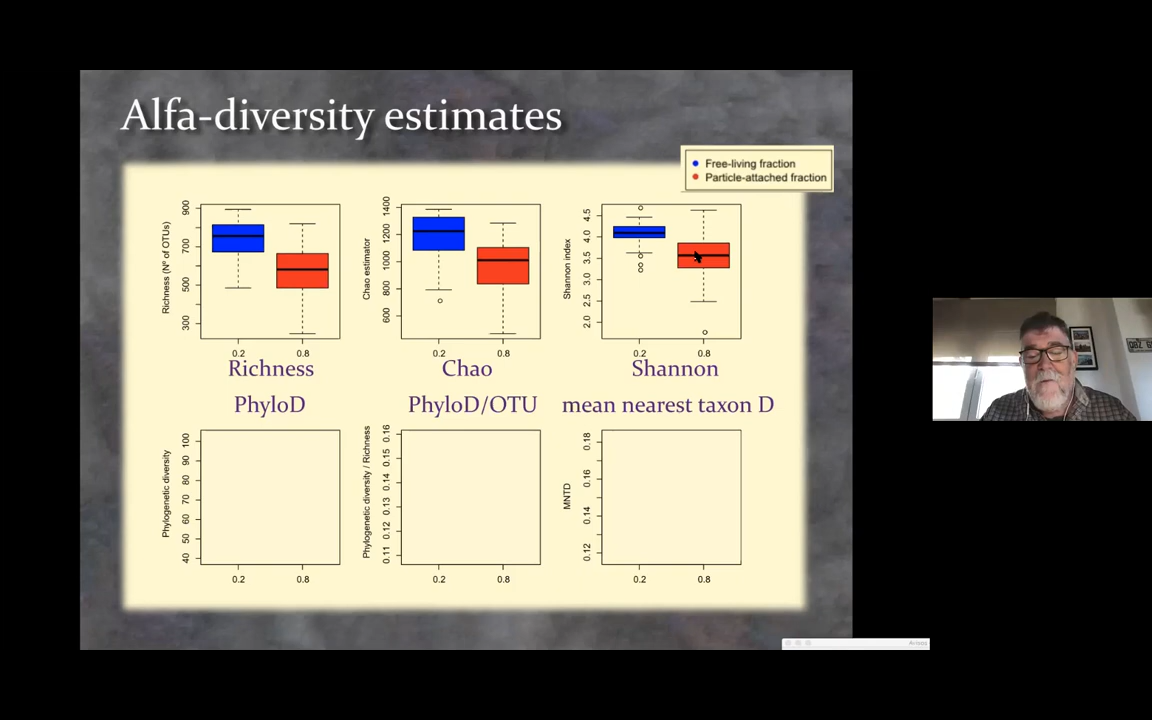 Alfa-diversity estimates
Free-living fraction
Particle-attached fraction
Richness (Nº of OTUs)
900
700
500
300
0.2
0.8
Richness
Chao estimator
1400
1200
1000
800
600
0.2
0.8
Chao
Shannon index
4.5
4.0
3.5
3.0
2.5
2.0
0.2
0.8
Shannon
PhyloD
Phylogenetic diversity
100
90
80
70
60
50
40
0.2
0.8
PhyloD/OTU
Phylogenetic diversity / Richness
0.16
0.15
0.14
0.13
0.12
0.11
0.2
0.8
mean nearest taxon D
MNTD
0.18
0.16
0.14
0.12
0.2
0.8